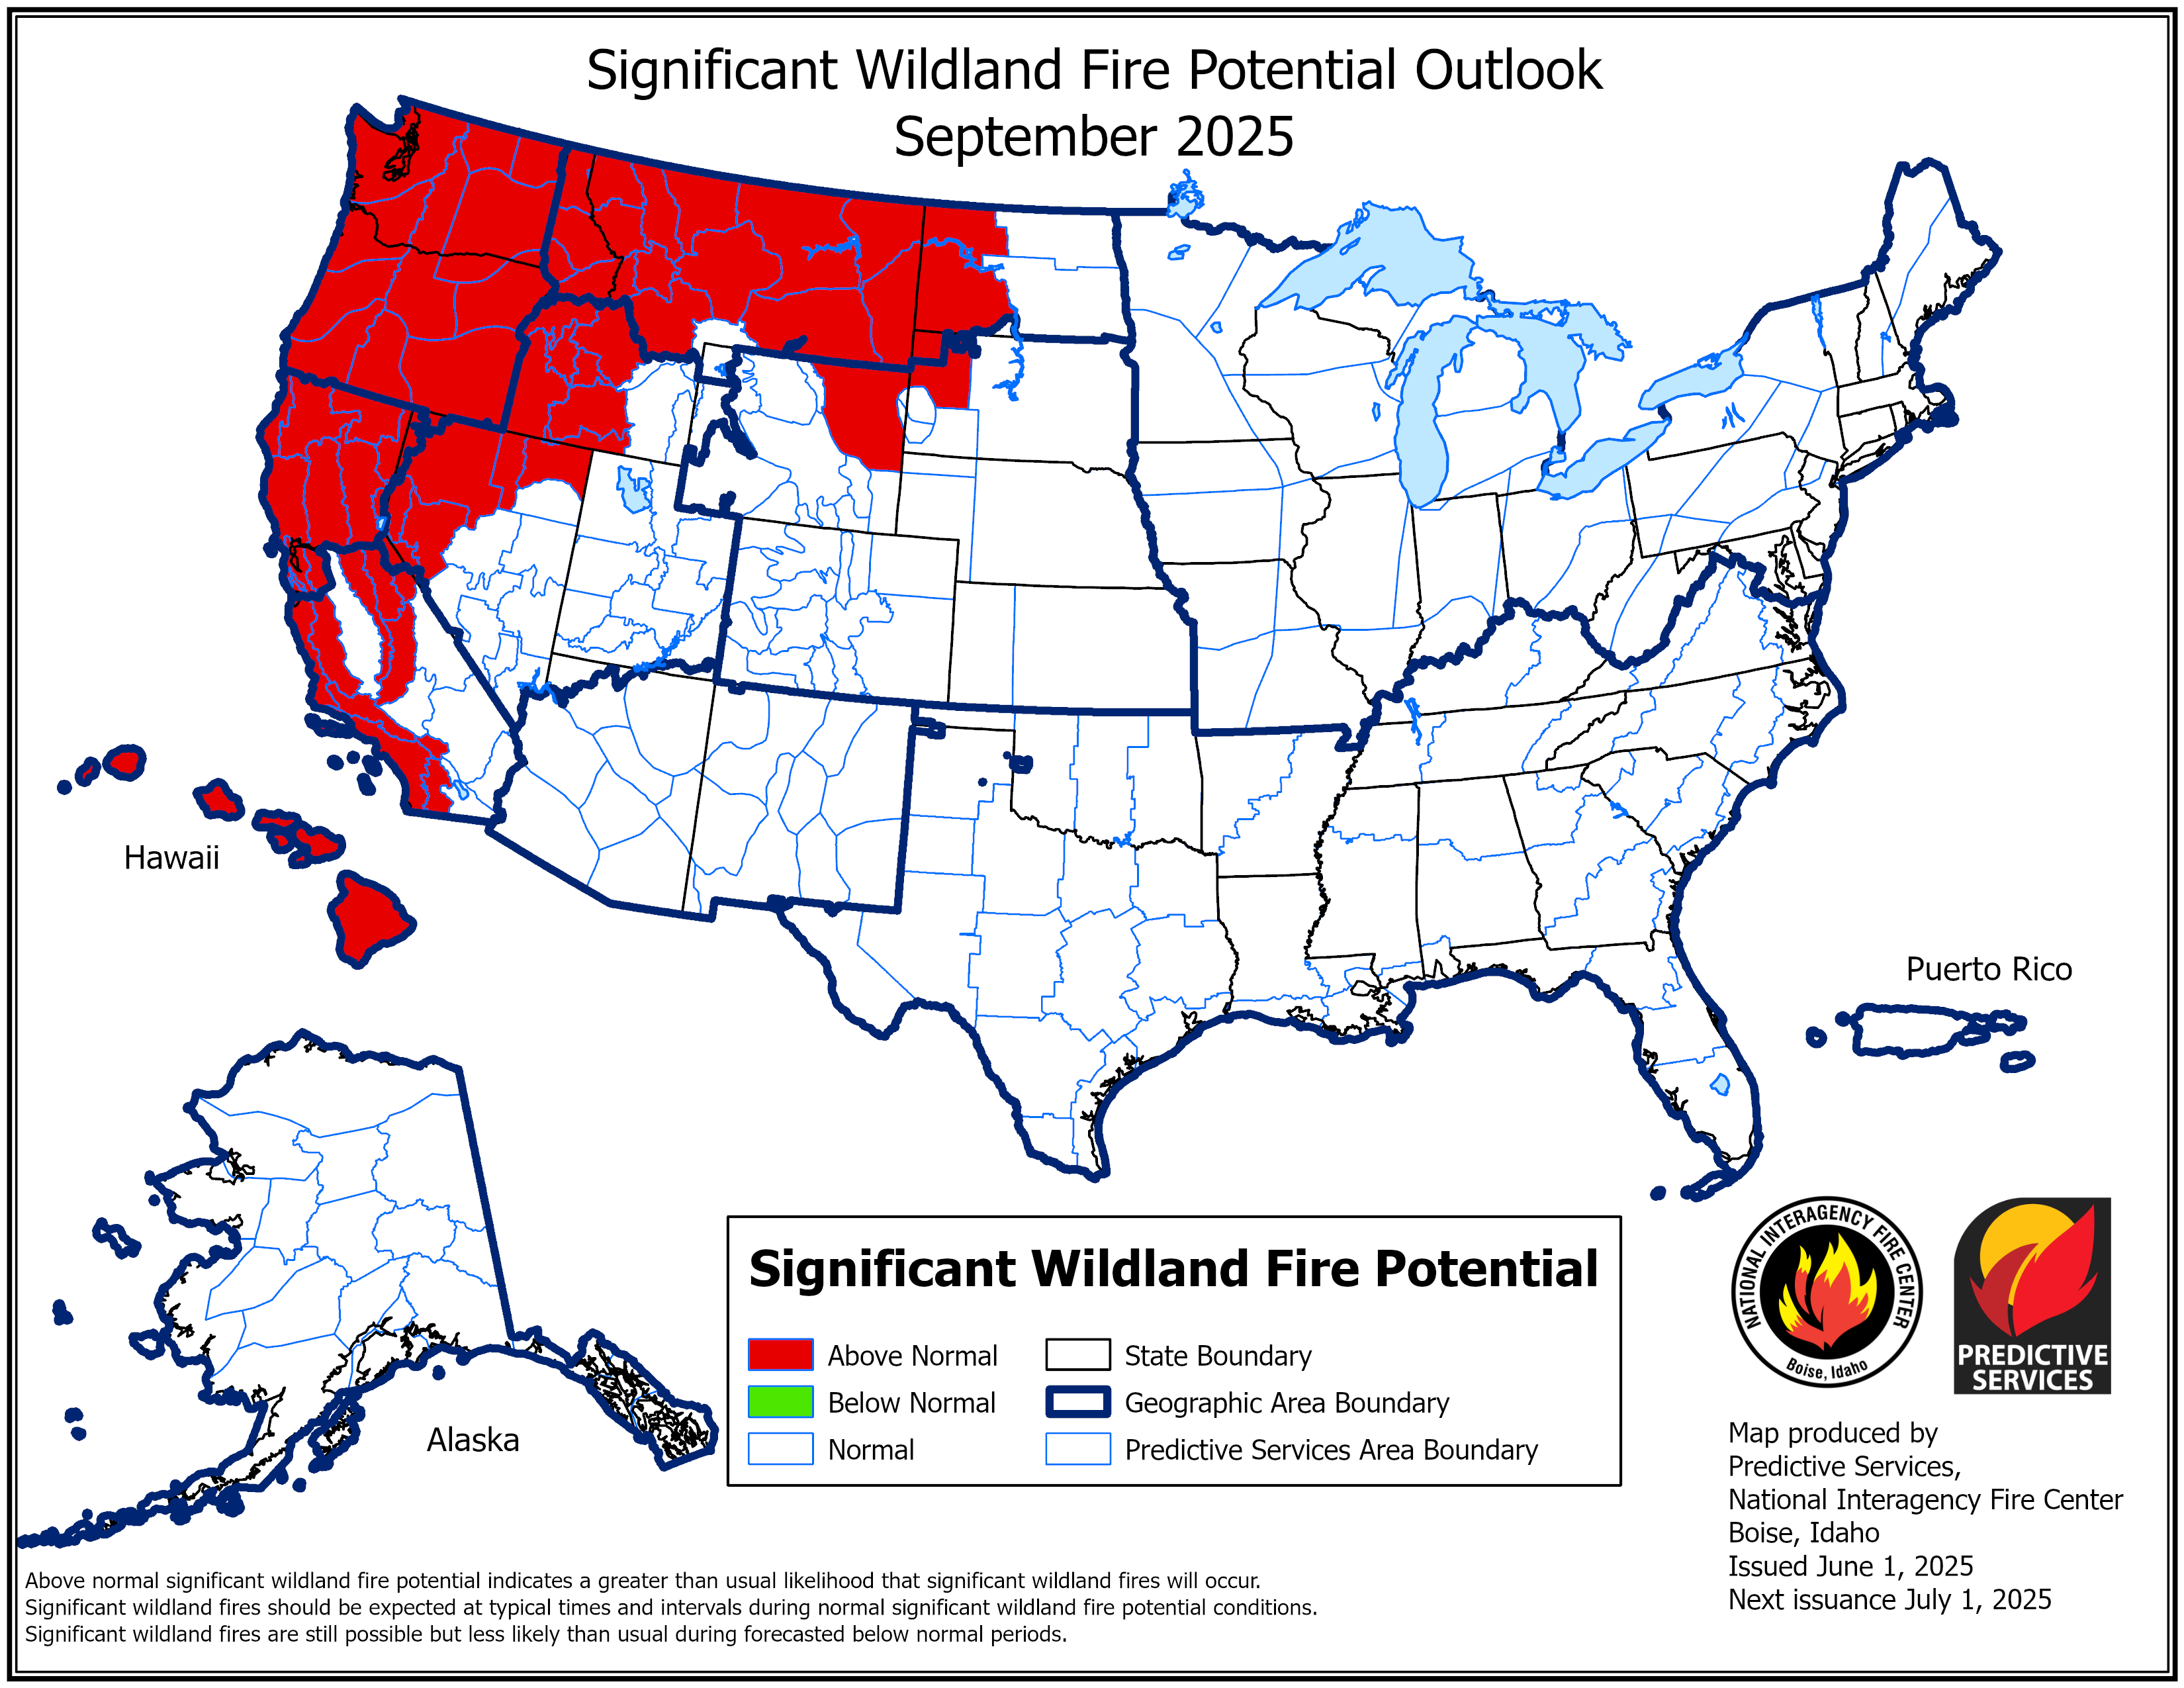 Significant Wildland Fire Potential Outlook
September 2025
Hawaii
Puerto Rico
Alaska
Significant Wildland Fire Potential
Above Normal
State Boundary
Below Normal
Geographic Area Boundary
Normal
Predictive Services Area Boundary
NATIONAL INTERAGENCY FIRE CENTER
Boise, Idaho
PREDICTIVE
SERVICES
Map produced by
Predictive Services,
National Interagency Fire Center
Boise, Idaho
Issued June 1, 2025
Next issuance July 1, 2025
Above normal significant wildland fire potential indicates a greater than usual likelihood that significant wildland fires will occur.
Significant wildland fires should be expected at typical times and intervals during normal significant wildland fire potential conditions.
Significant wildland fires are still possible but less likely than usual during forecasted below normal periods.